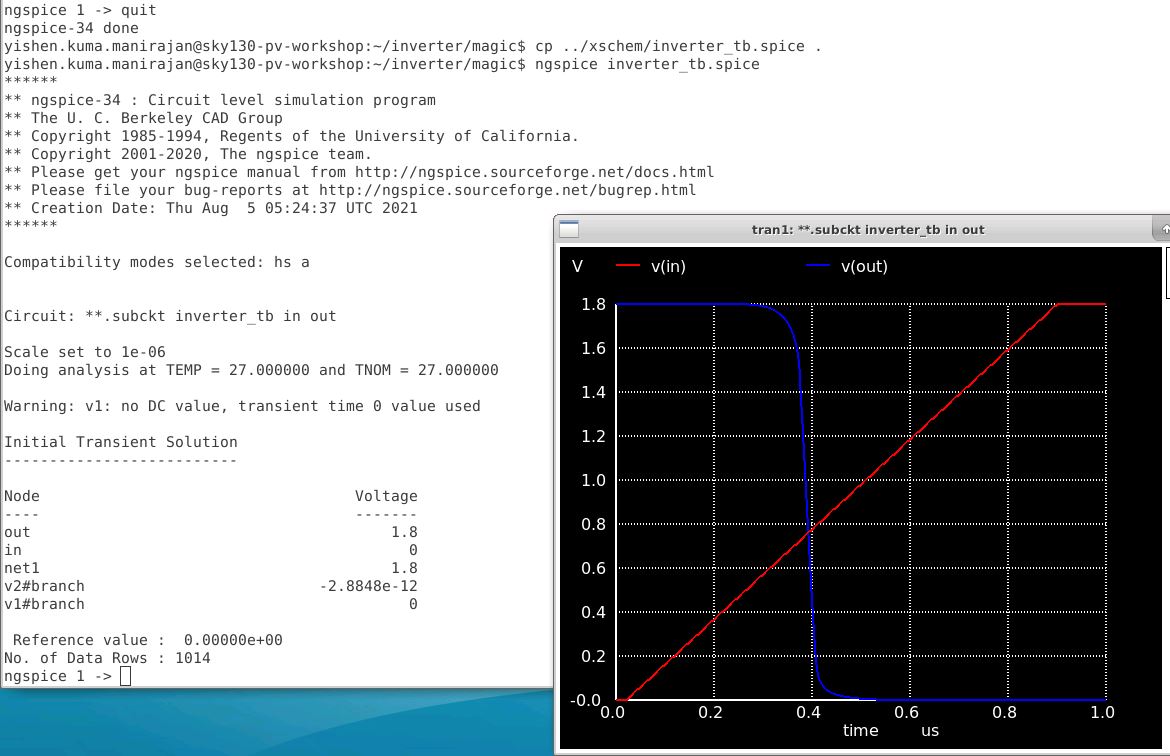 ngspice 1 -> quit
ngspice-34 done
yishen.kuma.manirajan@sky130-pv-workshop:~/inverter/magic$ cp ../xschem/inverter_tb.spice .
yishen.kuma.manirajan@sky130-pv-workshop:~/inverter/magic$ ngspice inverter_tb.spice
******
** ngspice-34 : Circuit level simulation program
** The U. C. Berkeley CAD Group
** Copyright 1985-1994, Regents of the University of California.
** Copyright 2001-2020, The ngspice team.
** Please get your ngspice manual from http://ngspice.sourceforge.net/docs.html
** Please file your bug-reports at http://ngspice.sourceforge.net/bugrep.html
** Creation Date: Thu Aug  5 05:24:37 UTC 2021
******
Compatibility modes selected: hs a
Circuit: **.subckt inverter_tb in out
Scale set to 1e-06
Doing analysis at TEMP = 27.000000 and TNOM = 27.000000
Warning: v1: no DC value, transient time 0 value used
Initial Transient Solution
--------------------------
Node Voltage
---- -------
out 1.8
in 0
net1 1.8
v2#branch -2.8848e-12
v1#branch 0
Reference value :  0.00000e+00
No. of Data Rows : 1014
ngspice 1 ->
tran1: **.subckt inverter_tb in out
V v(in) v(out)
1.8
1.6
1.4
1.2
1.0
0.8
0.6
0.4
0.2
-0.0
0.0 0.2 0.4 0.6 0.8 1.0
time us